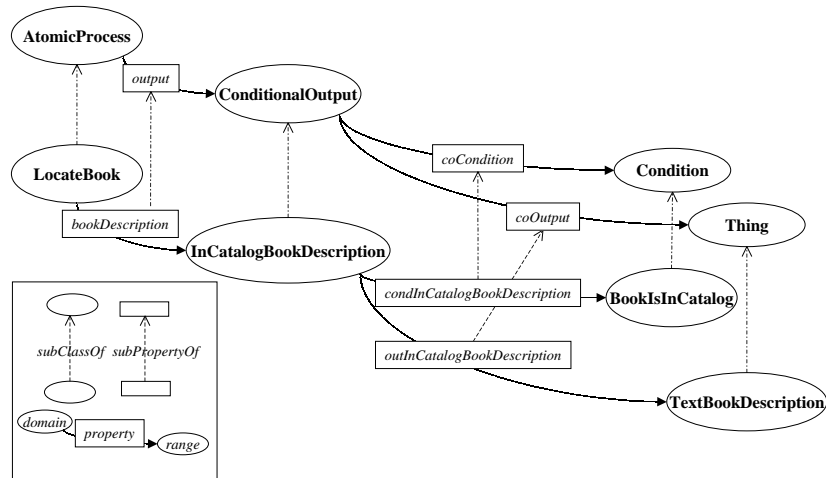 AtomicProcess
output
ConditionalOutput
coCondition
Condition
LocateBook
bookDescription
coOutput
Thing
InCatalogBookDescription
condInCatalogBookDescription
BookIsInCatalog
outInCatalogBookDescription
TextBookDescription
subClassOf subPropertyOf
domain
property
range